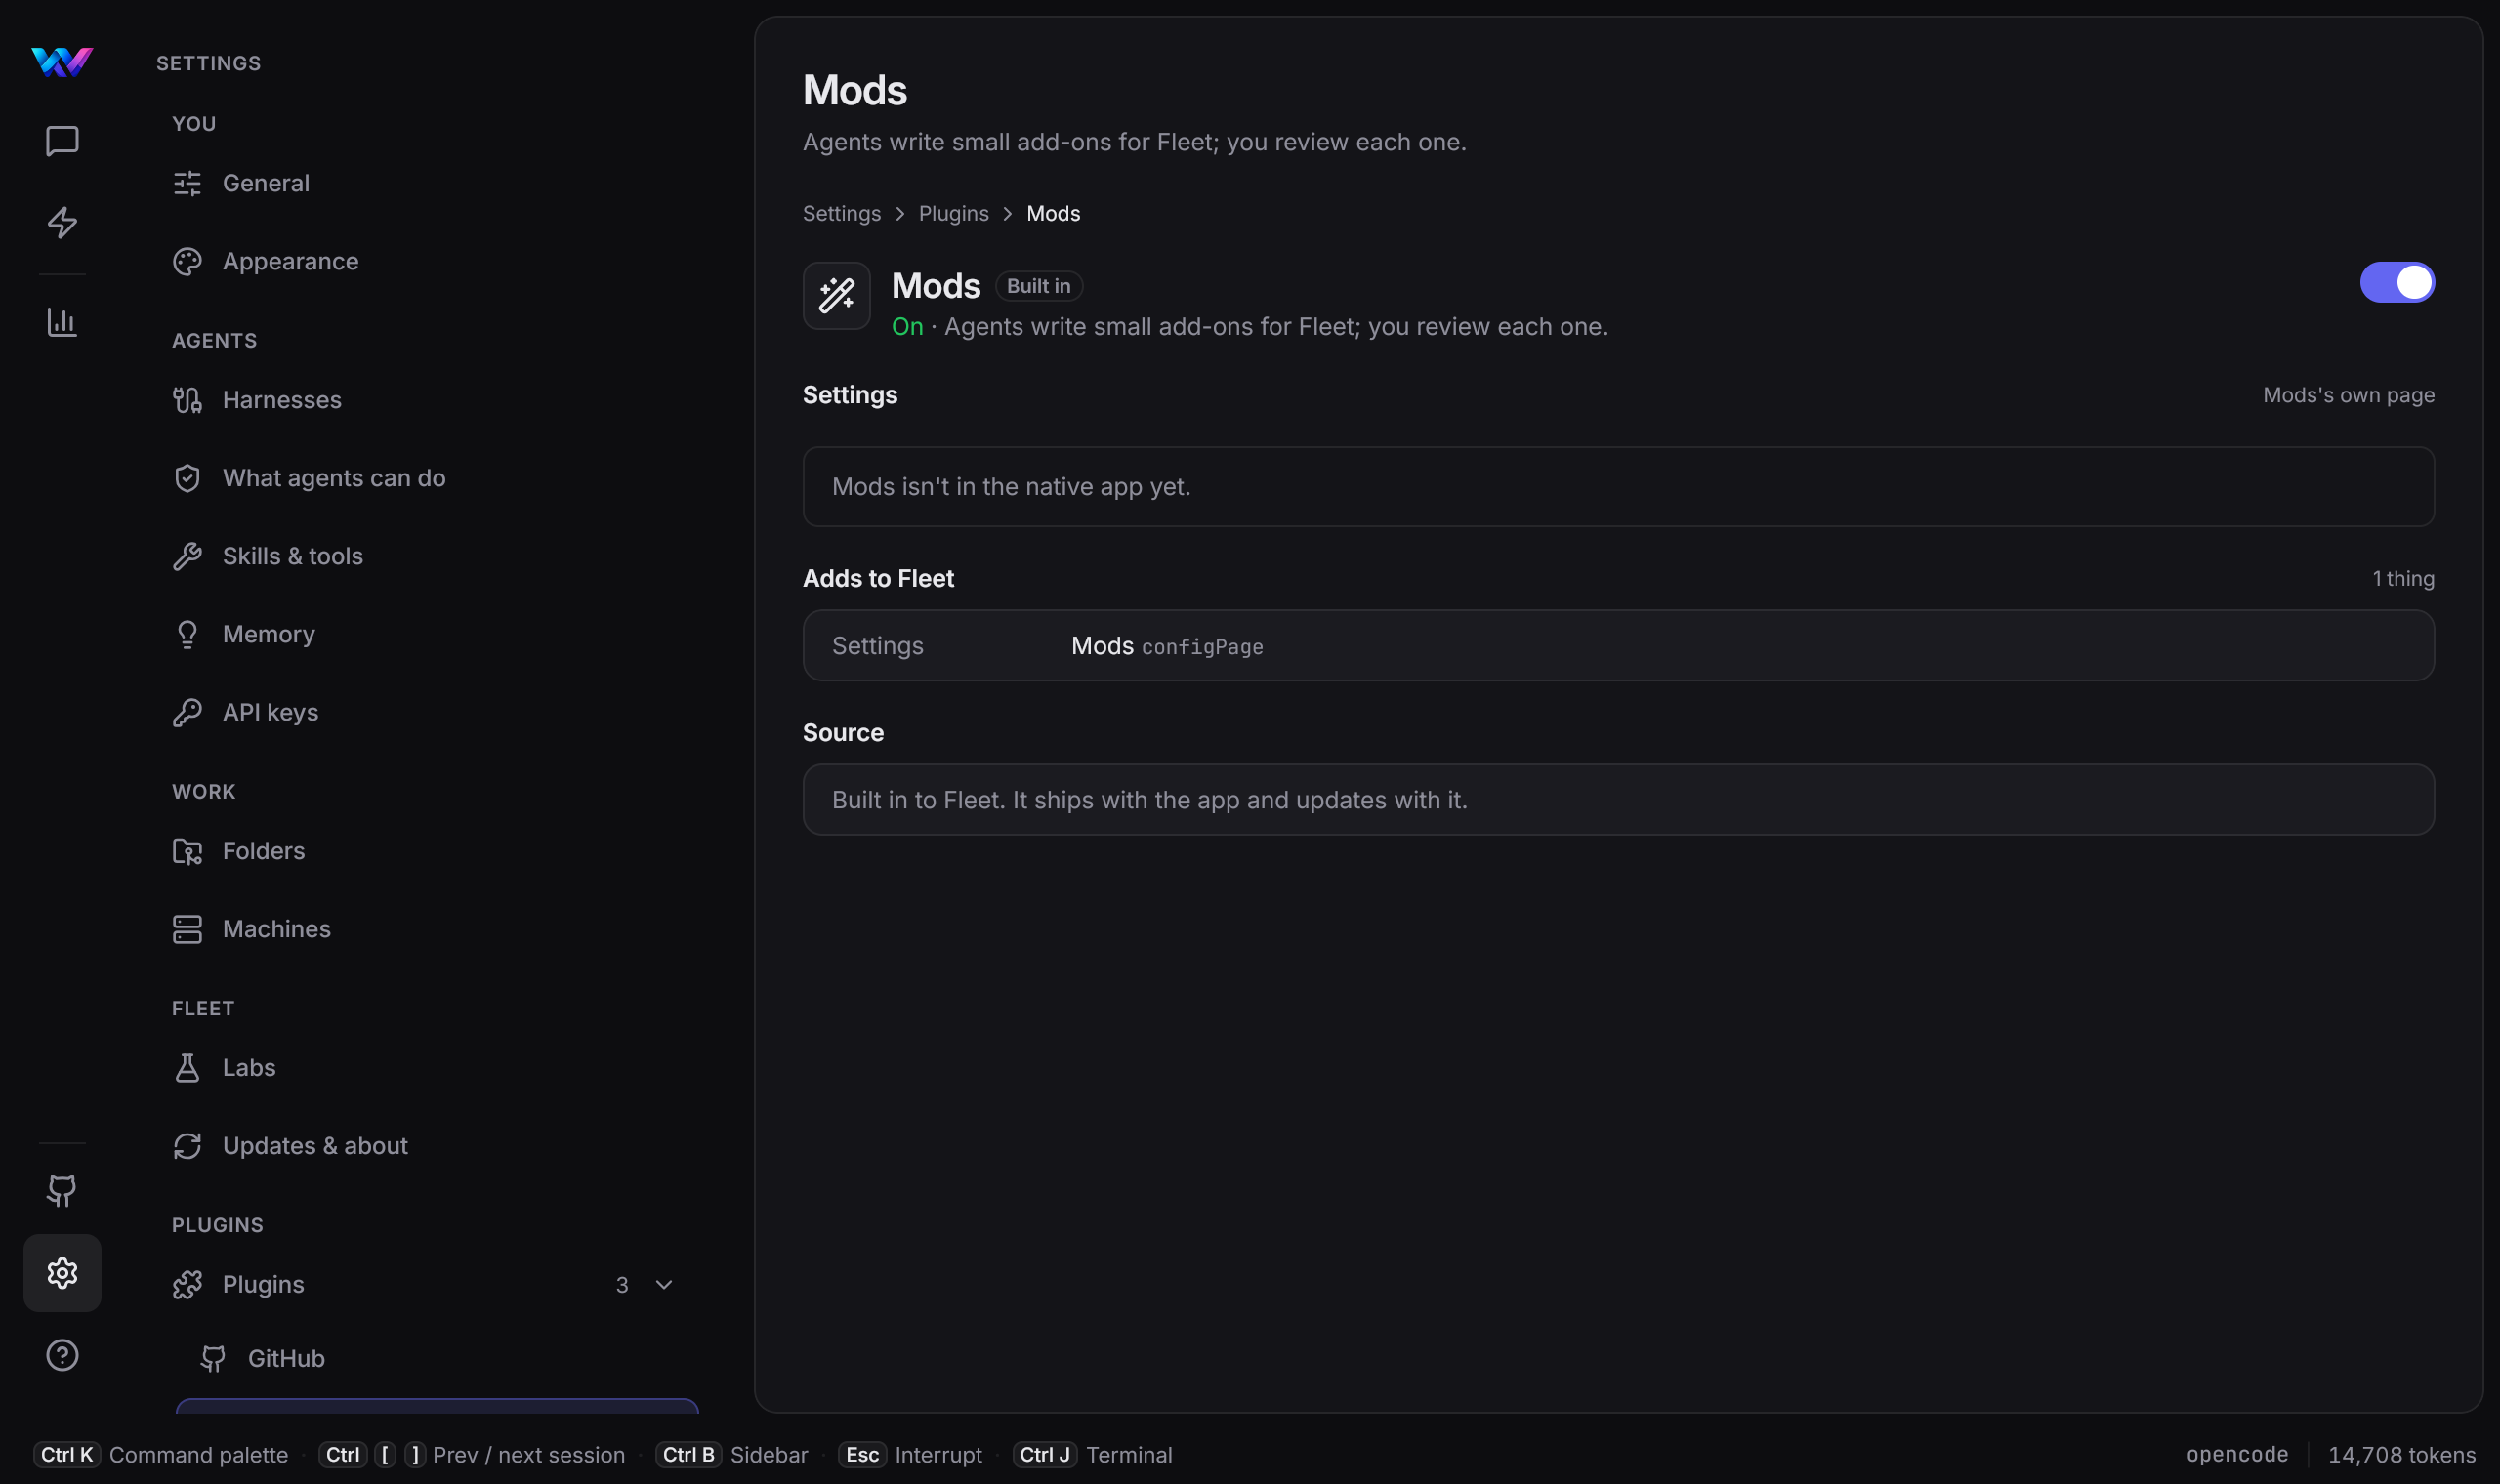 SETTINGS
YOU
General
Appearance
AGENTS
Harnesses
What agents can do
Skills & tools
Memory
API keys
WORK
Folders
Machines
FLEET
Labs
Updates & about
PLUGINS
Plugins 3
GitHub
Mods
Agents write small add-ons for Fleet; you review each one.
Settings > Plugins > Mods
Mods Built in
On · Agents write small add-ons for Fleet; you review each one.
Settings Mods's own page
Mods isn't in the native app yet.
Adds to Fleet 1 thing
Settings Mods configPage
Source
Built in to Fleet. It ships with the app and updates with it.
Ctrl K Command palette · Ctrl [ ] Prev / next session · Ctrl B Sidebar · Esc Interrupt · Ctrl J Terminal opencode 14,708 tokens